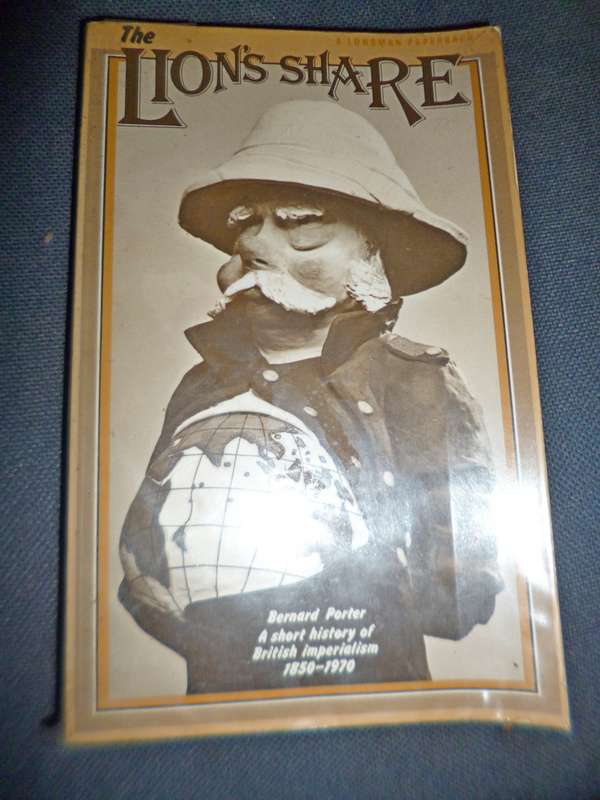 A LONGMAN PAPERBACK
The
LION'S SHARE
Bernard Porter
A short history of
British imperialism
1850–1970